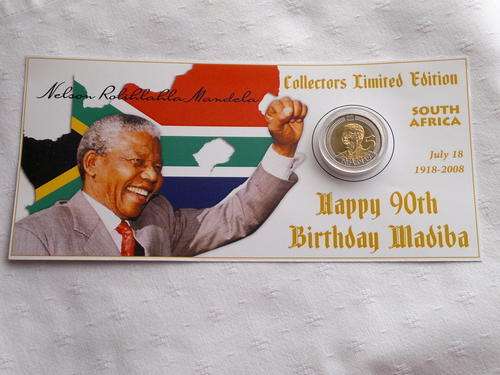 Nelson Rolihlahla Mandela
Collectors Limited Edition
SOUTH
AFRICA
July 18
1918-2008
Happy 90th
Birthday Madiba